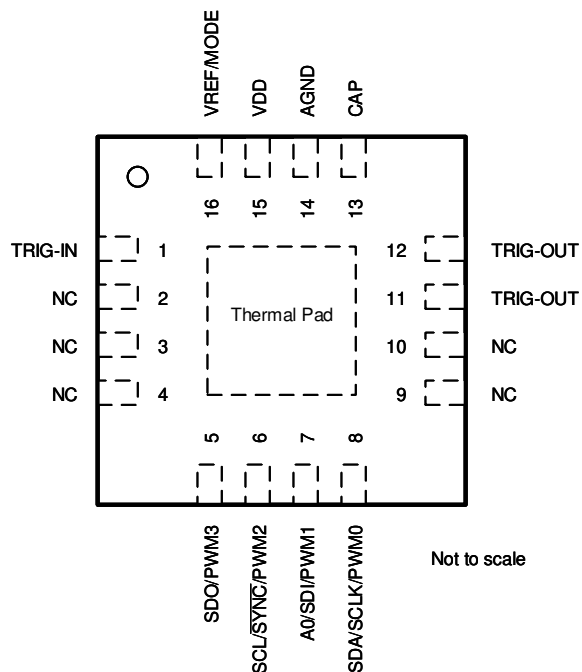 VREF/MODE
VDD
AGND
CAP
16
15
14
13
TRIG-IN 1
12 TRIG-OUT
NC 2
11 TRIG-OUT
Thermal Pad
NC 3
10 NC
NC 4
9 NC
5
6
7
8
SDO/PWM3
SCL/SYNC/PWM2
A0/SDI/PWM1
SDA/SCLK/PWM0
Not to scale